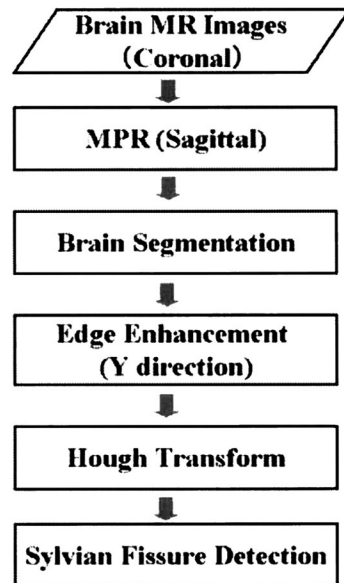 Brain MR Images
(Coronal)
MPR (Sagittal)
Brain Segmentation
Edge Enhancement
(Y direction)
Hough Transform
Sylvian Fissure Detection